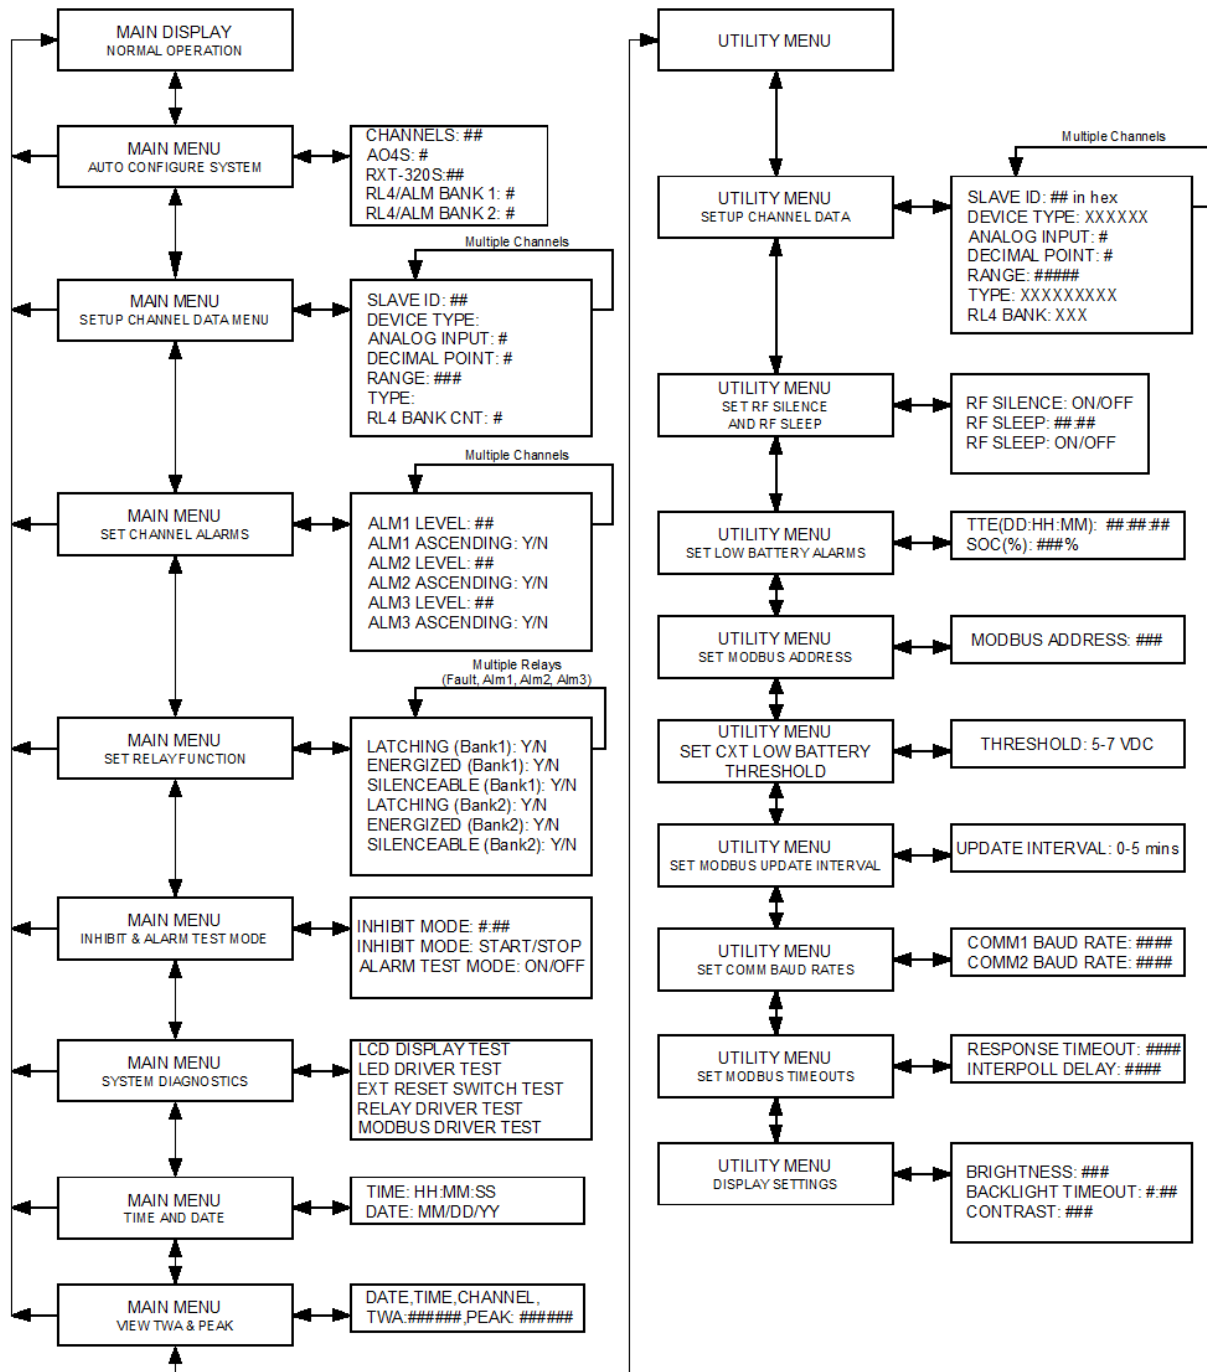 MAIN DISPLAY
NORMAL OPERATION
MAIN MENU
AUTO CONFIGURE SYSTEM
CHANNELS: ##
AO4S: #
RXT-320S:##
RL4/ALM BANK 1: #
RL4/ALM BANK 2: #
MAIN MENU
SETUP CHANNEL DATA MENU
Multiple Channels
SLAVE ID: ##
DEVICE TYPE:
ANALOG INPUT: #
DECIMAL POINT: #
RANGE: ###
TYPE:
RL4 BANK CNT: #
MAIN MENU
SET CHANNEL ALARMS
Multiple Channels
ALM1 LEVEL: ##
ALM1 ASCENDING: Y/N
ALM2 LEVEL: ##
ALM2 ASCENDING: Y/N
ALM3 LEVEL: ##
ALM3 ASCENDING: Y/N
MAIN MENU
SET RELAY FUNCTION
Multiple Relays
(Fault, Alm1, Alm2, Alm3)
LATCHING (Bank1): Y/N
ENERGIZED (Bank1): Y/N
SILENCEABLE (Bank1): Y/N
LATCHING (Bank2): Y/N
ENERGIZED (Bank2): Y/N
SILENCEABLE (Bank2): Y/N
MAIN MENU
INHIBIT & ALARM TEST MODE
INHIBIT MODE: #:##
INHIBIT MODE: START/STOP
ALARM TEST MODE: ON/OFF
MAIN MENU
SYSTEM DIAGNOSTICS
LCD DISPLAY TEST
LED DRIVER TEST
EXT RESET SWITCH TEST
RELAY DRIVER TEST
MODBUS DRIVER TEST
MAIN MENU
TIME AND DATE
TIME: HH:MM:SS
DATE: MM/DD/YY
MAIN MENU
VIEW TWA & PEAK
DATE,TIME,CHANNEL,
TWA:######,PEAK: ######
UTILITY MENU
UTILITY MENU
SETUP CHANNEL DATA
Multiple Channels
SLAVE ID: ## in hex
DEVICE TYPE: XXXXXX
ANALOG INPUT: #
DECIMAL POINT: #
RANGE: #####
TYPE: XXXXXXXXX
RL4 BANK: XXX
UTILITY MENU
SET RF SILENCE
AND RF SLEEP
RF SILENCE: ON/OFF
RF SLEEP: ##:##
RF SLEEP: ON/OFF
UTILITY MENU
SET LOW BATTERY ALARMS
TTE(DD:HH:MM): ##:##:##
SOC(%): ###%
UTILITY MENU
SET MODBUS ADDRESS
MODBUS ADDRESS: ###
UTILITY MENU
SET CXT LOW BATTERY
THRESHOLD
THRESHOLD: 5-7 VDC
UTILITY MENU
SET MODBUS UPDATE INTERVAL
UPDATE INTERVAL: 0-5 mins
UTILITY MENU
SET COMM BAUD RATES
COMM1 BAUD RATE: ####
COMM2 BAUD RATE: ####
UTILITY MENU
SET MODBUS TIMEOUTS
RESPONSE TIMEOUT: ####
INTERPOLL DELAY: ####
UTILITY MENU
DISPLAY SETTINGS
BRIGHTNESS: ###
BACKLIGHT TIMEOUT: #:##
CONTRAST: ###